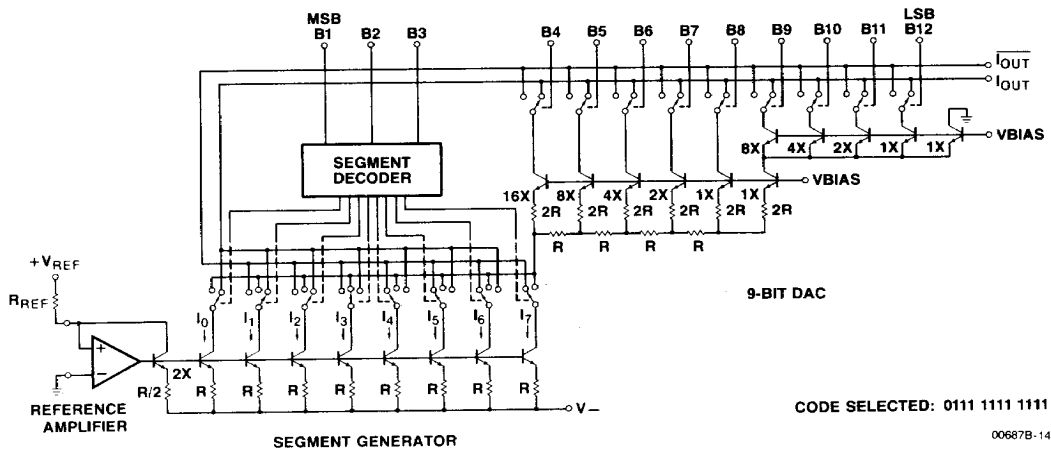 MSB
B1 B2 B3 B4 B5 B6 B7 B8 B9 B10 B11 LSB B12
IOUT
IOUT
VBIAS
8X 4X 2X 1X 1X
SEGMENT
DECODER
VBIAS
16X 8X 4X 2X 1X 1X
2R 2R 2R 2R 2R 2R
R R R R
+VREF
RREF
9-BIT DAC
I0 I1 I2 I3 I4 I5 I6 I7
+
−
2X
R/2 R R R R R R R R
V−
REFERENCE
AMPLIFIER
SEGMENT GENERATOR
CODE SELECTED: 0111 1111 1111
00687B-14